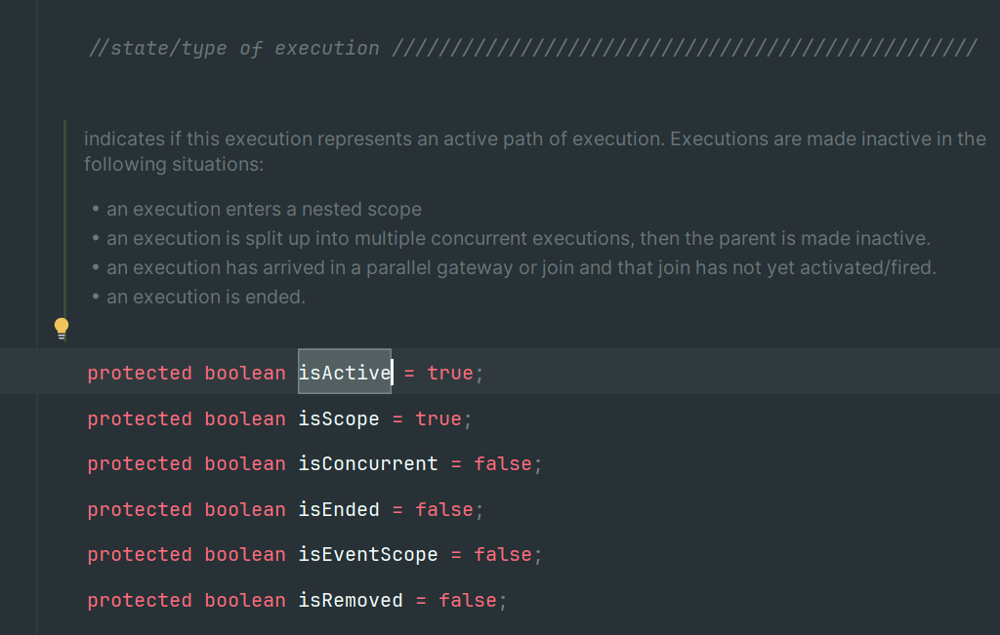 //state/type of execution //////////////////////////////////////////////////
indicates if this execution represents an active path of execution. Executions are made inactive in the
following situations:
• an execution enters a nested scope
• an execution is split up into multiple concurrent executions, then the parent is made inactive.
• an execution has arrived in a parallel gateway or join and that join has not yet activated/fired.
• an execution is ended.
protected boolean isActive = true;
protected boolean isScope = true;
protected boolean isConcurrent = false;
protected boolean isEnded = false;
protected boolean isEventScope = false;
protected boolean isRemoved = false;